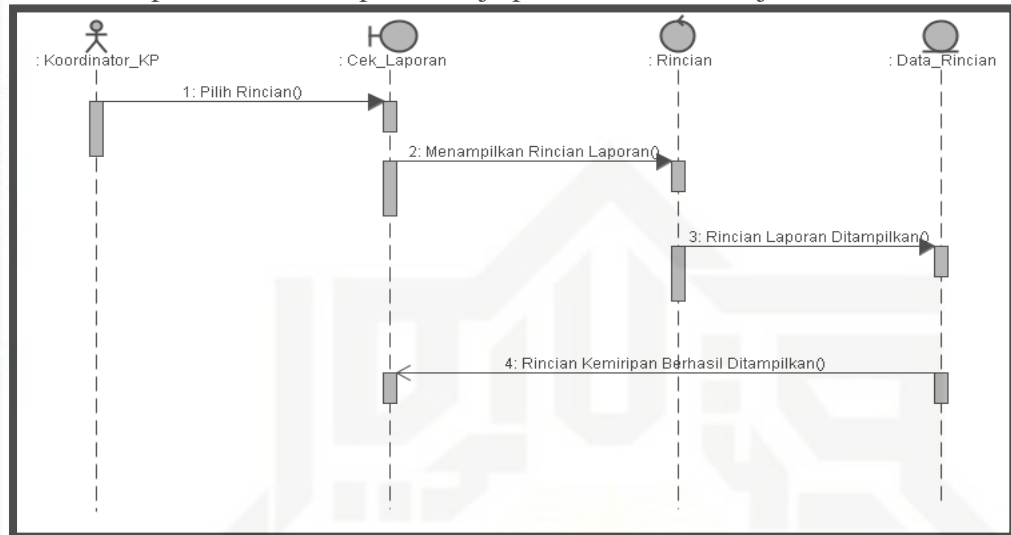 : Koordinator_KP
: Cek_Laporan
: Rincian
: Data_Rincian
1: Pilih Rincian()
2: Menampilkan Rincian Laporan()
3: Rincian Laporan Ditampilkan()
4: Rincian Kemiripan Berhasil Ditampilkan()